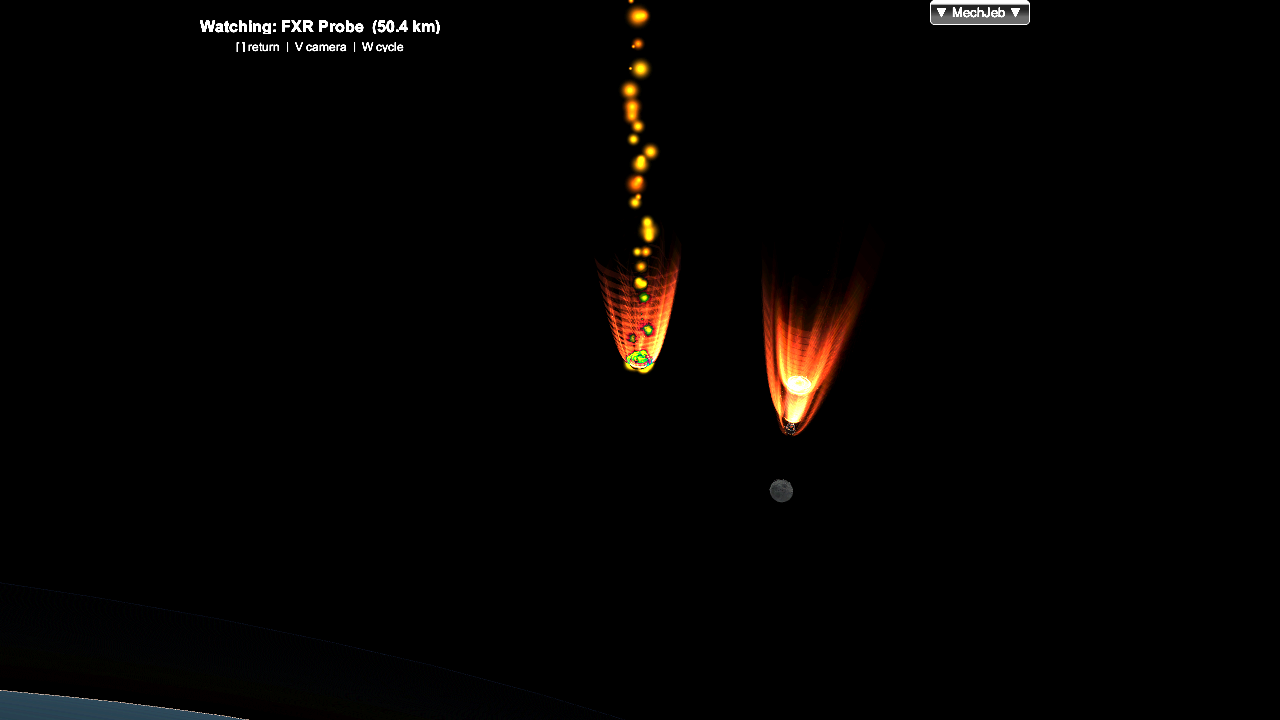 Watching: FXR Probe (50.4 km)
[ ] return | V camera | W cycle
▼ MechJeb ▼